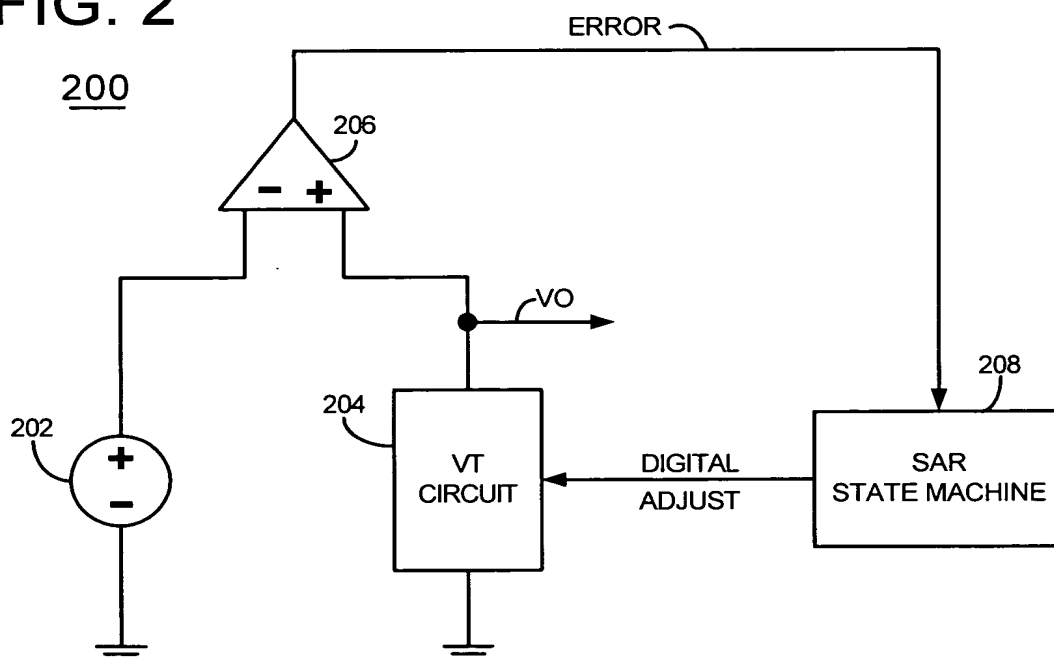 FIG. 2
200
ERROR
206
- +
VO
208
204
202
+
-
VT
CIRCUIT
DIGITAL
ADJUST
SAR
STATE MACHINE